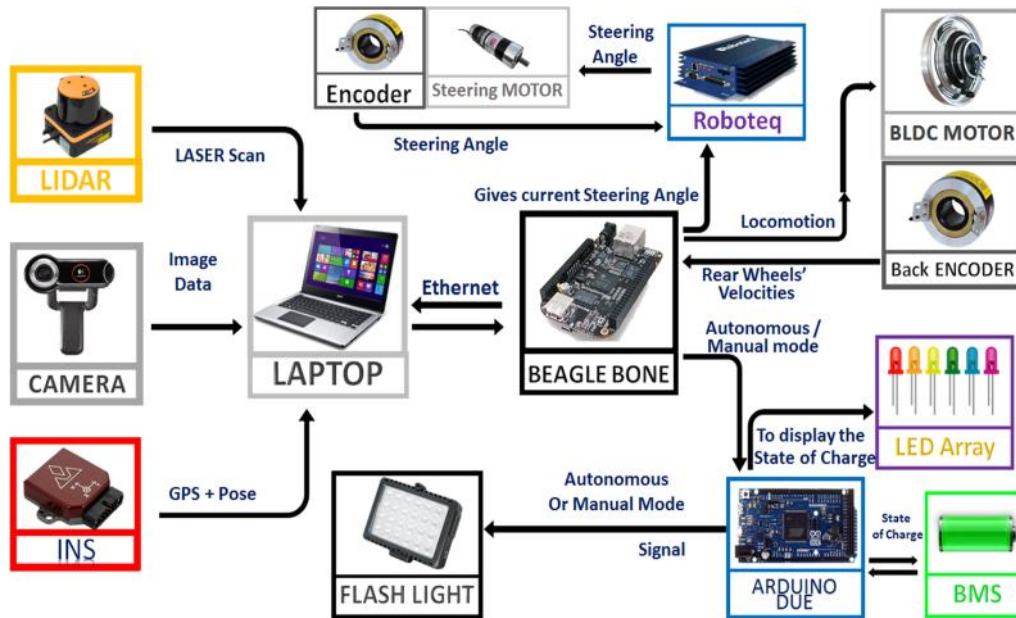 Encoder
Steering MOTOR
Steering
Angle
Roboteq
Steering Angle
BLDC MOTOR
LIDAR
LASER Scan
Gives current Steering Angle
Locomotion
Back ENCODER
Image
Data
Ethernet
Rear Wheels'
Velocities
CAMERA
LAPTOP
BEAGLE BONE
Autonomous /
Manual mode
LED Array
To display the
State of Charge
INS
GPS + Pose
FLASH LIGHT
Autonomous
Or Manual Mode
Signal
ARDUINO
DUE
State
of Charge
BMS